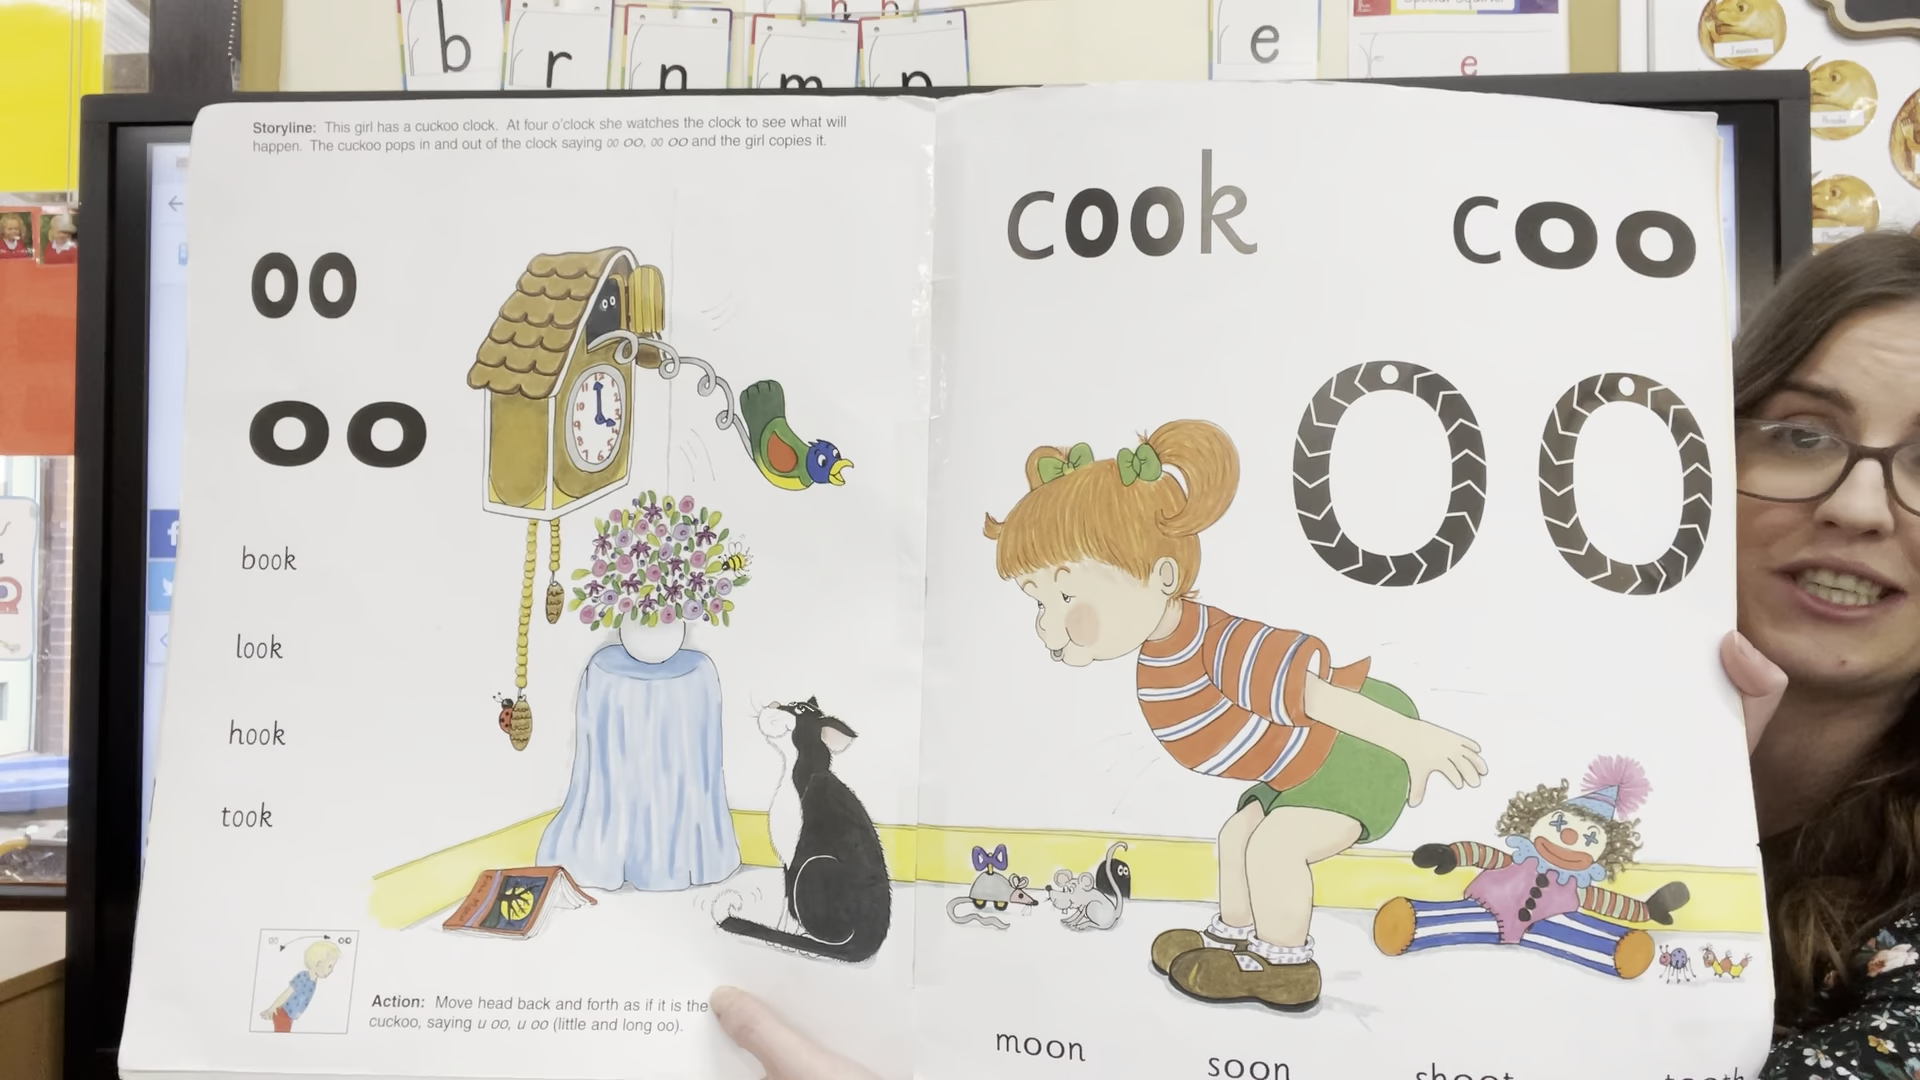 b r n m n
e
e
Storyline: This girl has a cuckoo clock. At four o'clock she watches the clock to see what will
happen. The cuckoo pops in and out of the clock saying oo oo, oo oo and the girl copies it.
oo
oo
book
look
hook
took
Action: Move head back and forth as if it is the
cuckoo, saying u oo, u oo (little and long oo).
cook coo
oo
moon
soon
shoot
tooth